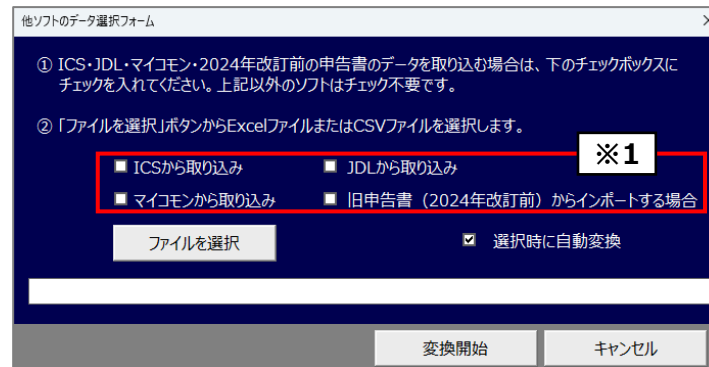 他ソフトのデータ選択フォーム
① ICS・JDL・マイコモン・2024年改訂前の申告書のデータを取り込む場合は、下のチェックボックスに
チェックを入れてください。上記以外のソフトはチェック不要です。
② 「ファイルを選択」ボタンからExcelファイルまたはCSVファイルを選択します。
※1
ICSから取り込み JDLから取り込み
マイコモンから取り込み 旧申告書（2024年改訂前）からインポートする場合
ファイルを選択 選択時に自動変換
変換開始 キャンセル